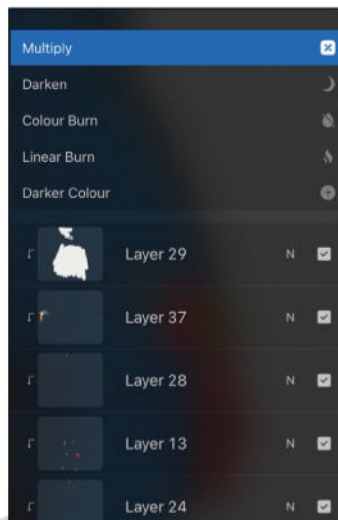 Multiply
Darken
Colour Burn
Linear Burn
Darker Colour
Layer 29 N
Layer 37 N
Layer 28 N
Layer 13 N
Layer 24 N